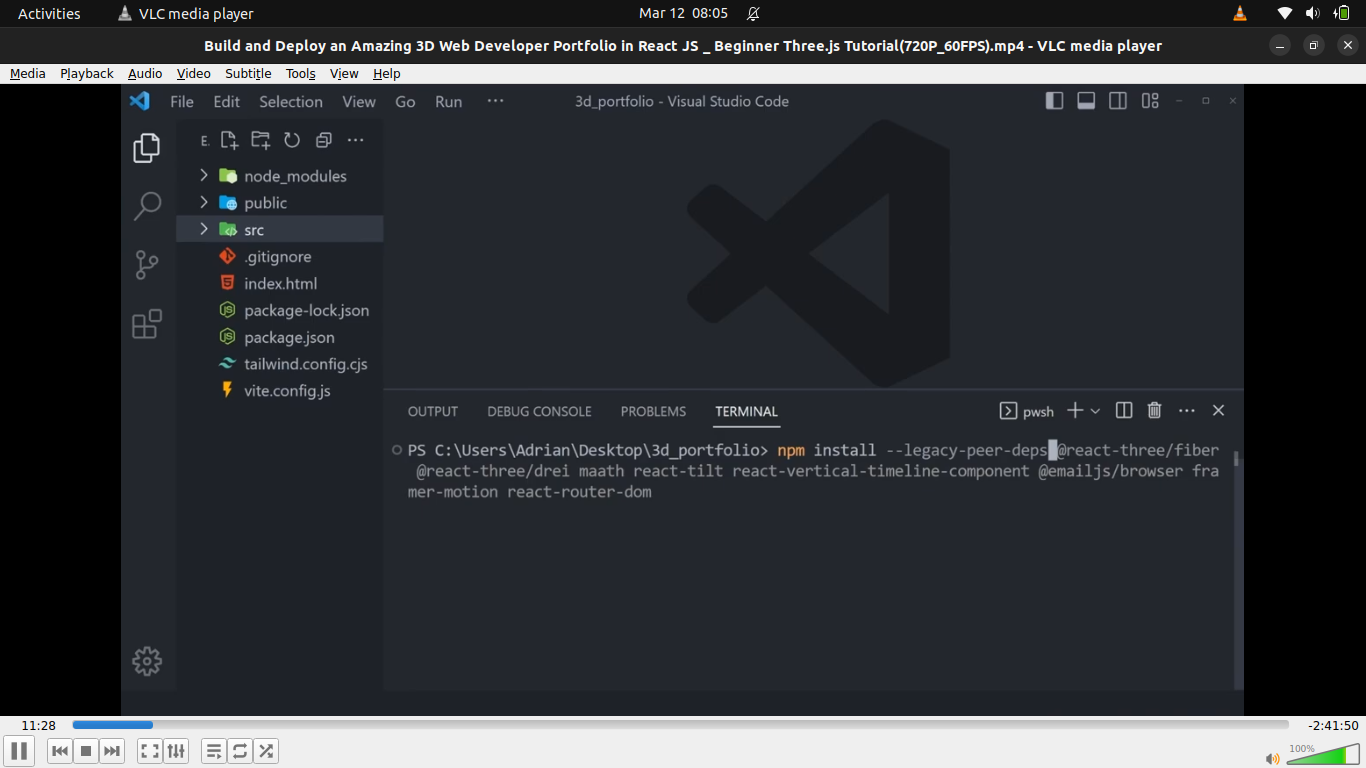 Activities VLC media player Mar 12 08:05
Build and Deploy an Amazing 3D Web Developer Portfolio in React JS _ Beginner Three.js Tutorial(720P_60FPS).mp4 - VLC media player
Media Playback Audio Video Subtitle Tools View Help
File Edit Selection View Go Run ··· 3d_portfolio - Visual Studio Code
E.
node_modules
public
src
.gitignore
index.html
package-lock.json
package.json
tailwind.config.cjs
vite.config.js
OUTPUT DEBUG CONSOLE PROBLEMS TERMINAL pwsh
PS C:\Users\Adrian\Desktop\3d_portfolio> npm install --legacy-peer-deps @react-three/fiber
@react-three/drei maath react-tilt react-vertical-timeline-component @emailjs/browser fra
mer-motion react-router-dom
11:28 -2:41:50
100%